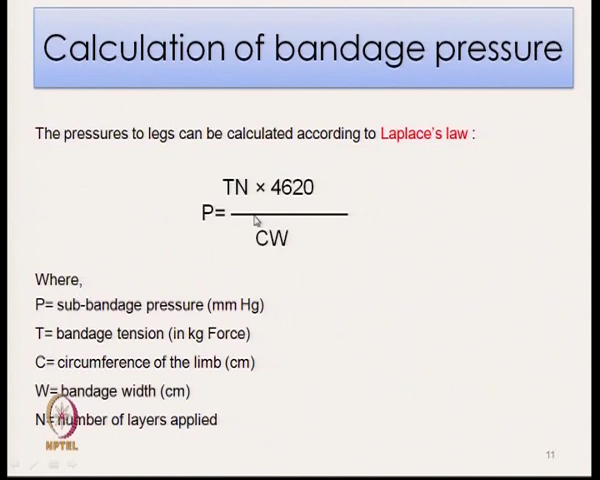 Calculation of bandage pressure
The pressures to legs can be calculated according to Laplace's law :
TN × 4620
P=
CW
Where,
P= sub-bandage pressure (mm Hg)
T= bandage tension (in kg Force)
C= circumference of the limb (cm)
W= bandage width (cm)
N= number of layers applied
NPTEL
11